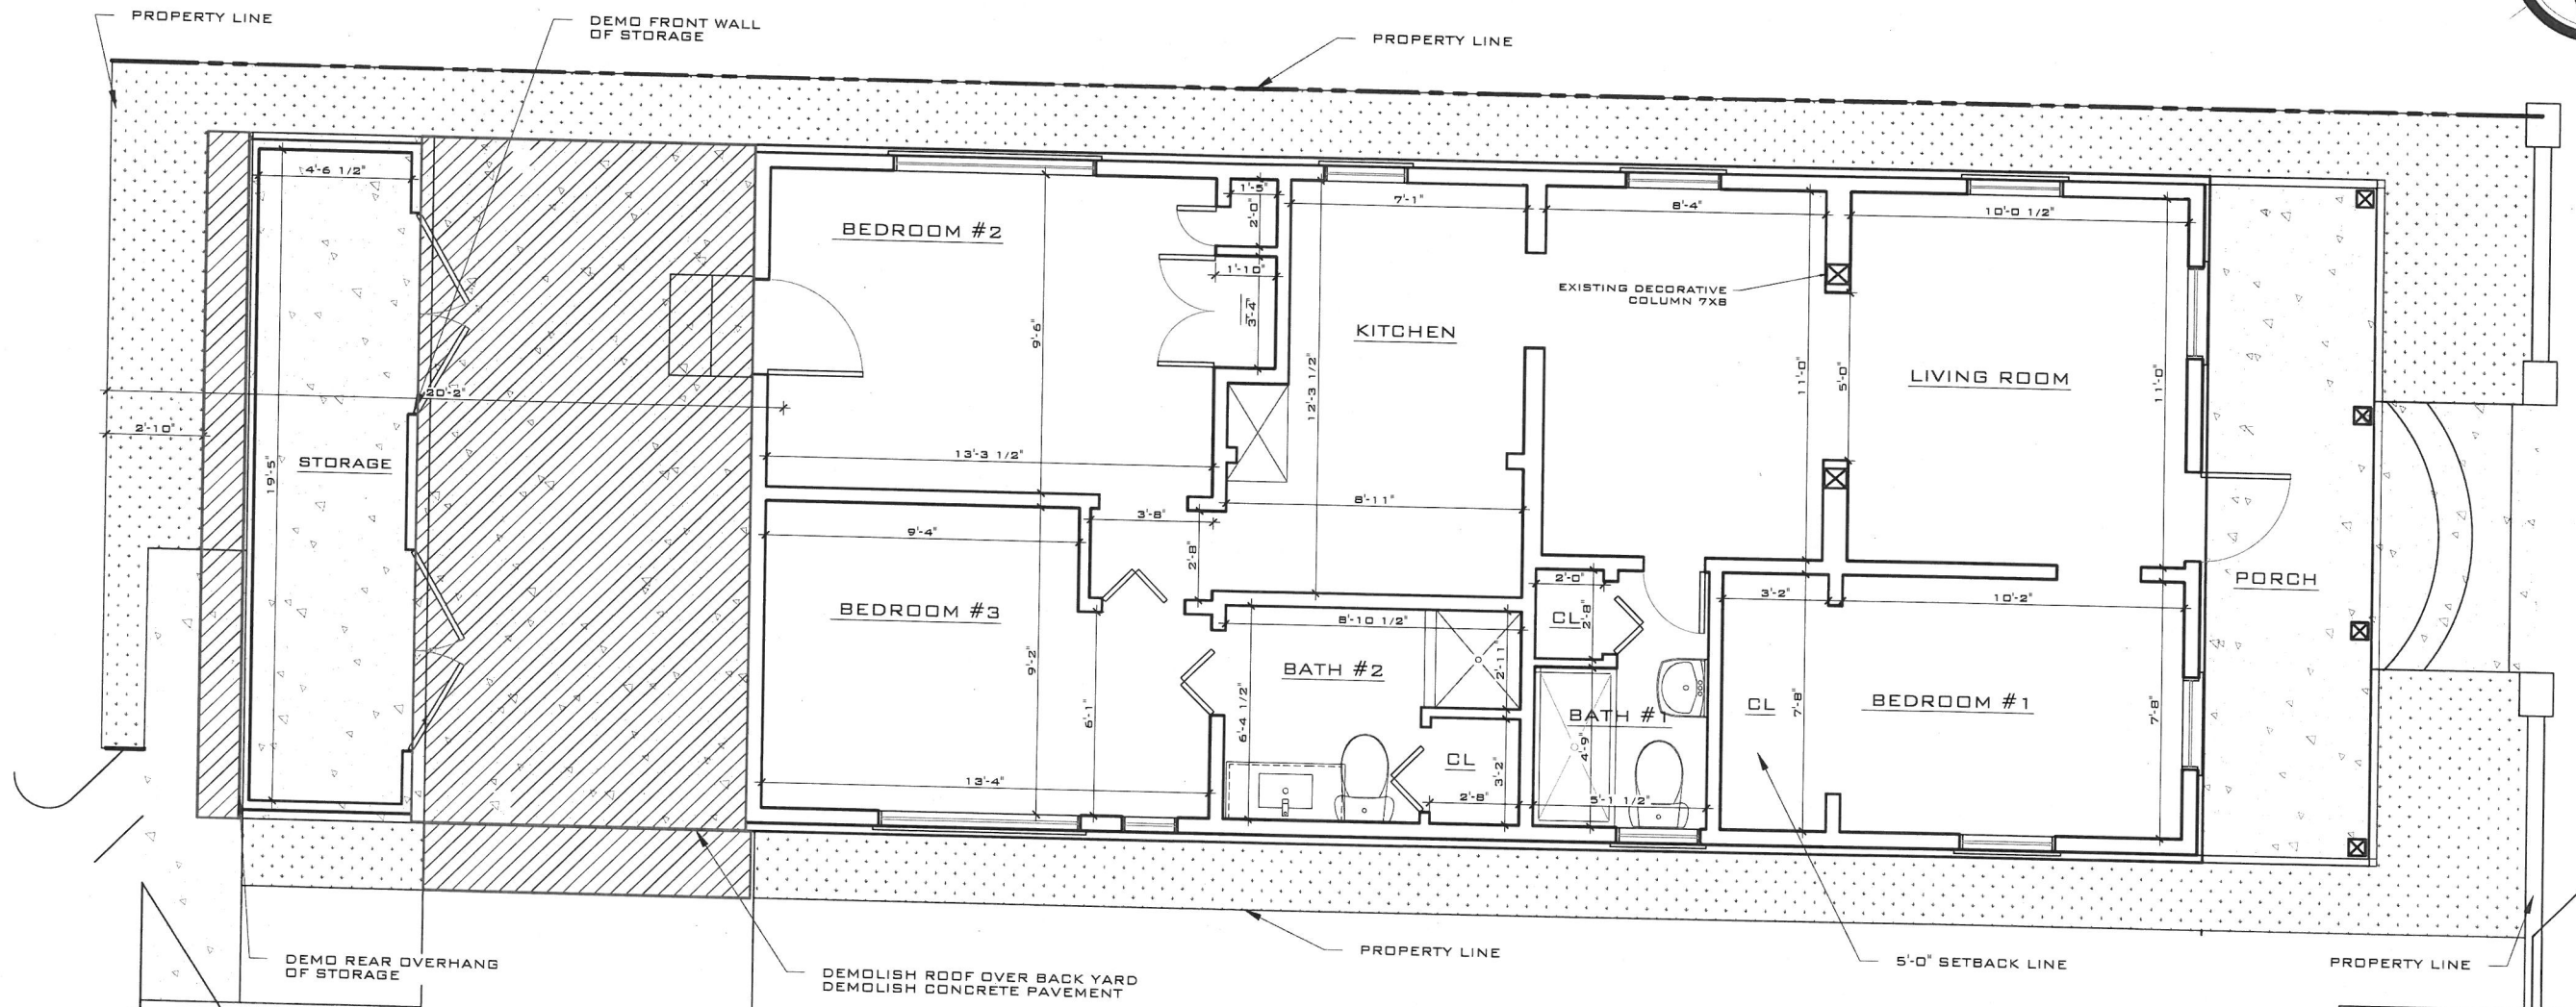 PROPERTY LINE
DEMO FRONT WALL
OF STORAGE
PROPERTY LINE
4'-6 1/2"
1'-5"
2'-0"
7'-1"
8'-4"
10'-0 1/2"
BEDROOM #2
1'-10"
3'-4"
EXISTING DECORATIVE
COLUMN 7X8
KITCHEN
9'-6"
12'-3 1/2"
11'-0"
5'-0"
LIVING ROOM
11'-0"
20'-2"
2'-10"
STORAGE
19'-5"
13'-3 1/2"
8'-11"
3'-8"
9'-4"
2'-8"
BEDROOM #3
9'-2"
6'-1"
13'-4"
8'-10 1/2"
BATH #2
2'-11"
6'-4 1/2"
CL
3'-2"
2'-8"
2'-0"
CL
2'-8"
BATH #1
4'-9"
5'-1 1/2"
3'-2"
10'-2"
PORCH
CL
7'-8"
BEDROOM #1
7'-8"
DEMO REAR OVERHANG
OF STORAGE
DEMOLISH ROOF OVER BACK YARD
DEMOLISH CONCRETE PAVEMENT
PROPERTY LINE
5'-0" SETBACK LINE
PROPERTY LINE